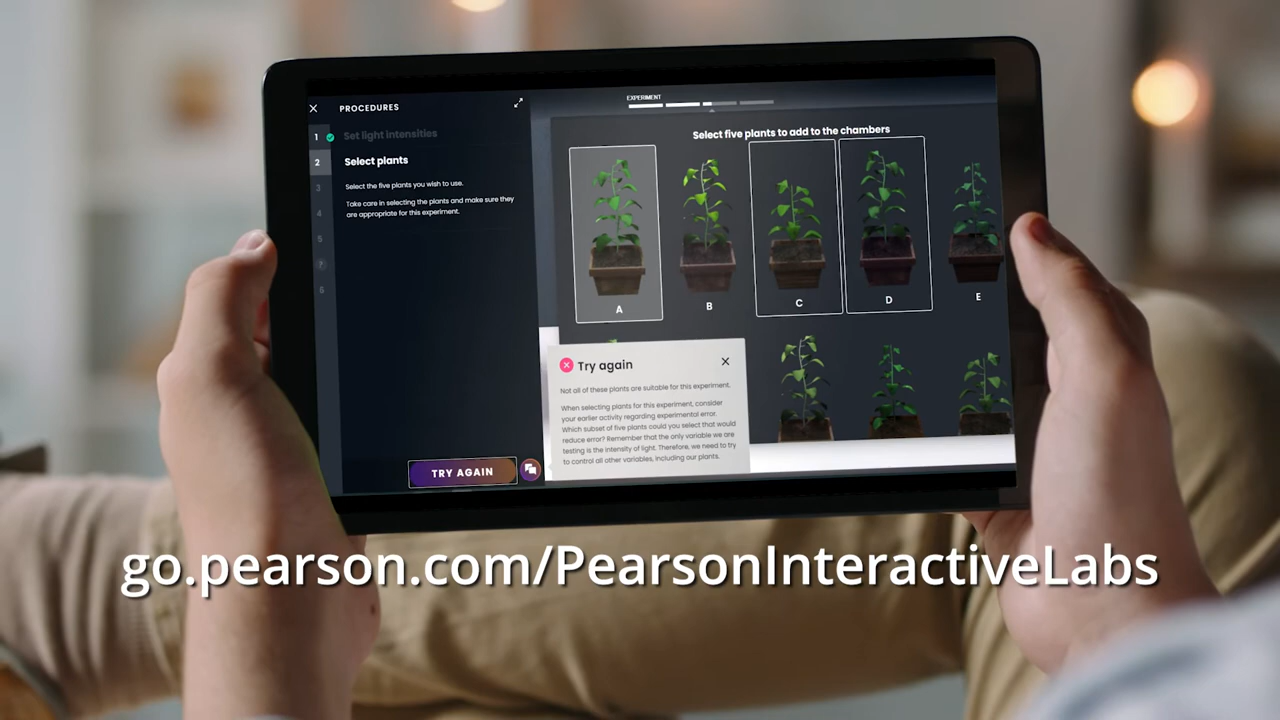 PROCEDURES
1 Set light intensities
2 Select plants
Select the five plants you wish to use.
Take care in selecting the plants and make sure they
are appropriate for this experiment.
3
4
5
?
6
TRY AGAIN
EXPERIMENT
Select five plants to add to the chambers
A B C D E
Try again
Not all of these plants are suitable for this experiment.
When selecting plants for this experiment, consider
your earlier activity regarding experimental error.
Which subset of five plants could you select that would
reduce error? Remember that the only variable we are
testing is the intensity of light. Therefore, we need to try
to control all other variables, including our plants.
go.pearson.com/PearsonInteractiveLabs